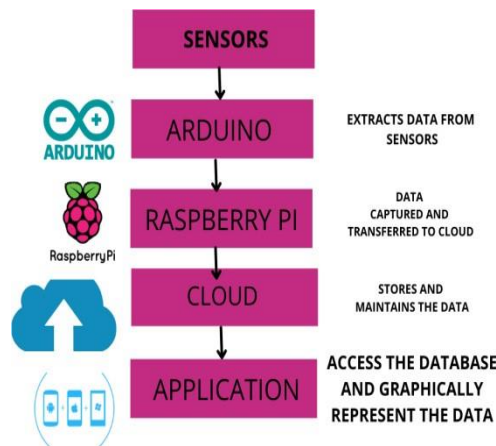 SENSORS
ARDUINO
ARDUINO
EXTRACTS DATA FROM
SENSORS
RaspberryPi
RASPBERRY PI
DATA
CAPTURED AND
TRANSFERRED TO CLOUD
CLOUD
STORES AND
MAINTAINS THE DATA
APPLICATION
ACCESS THE DATABASE
AND GRAPHICALLY
REPRESENT THE DATA